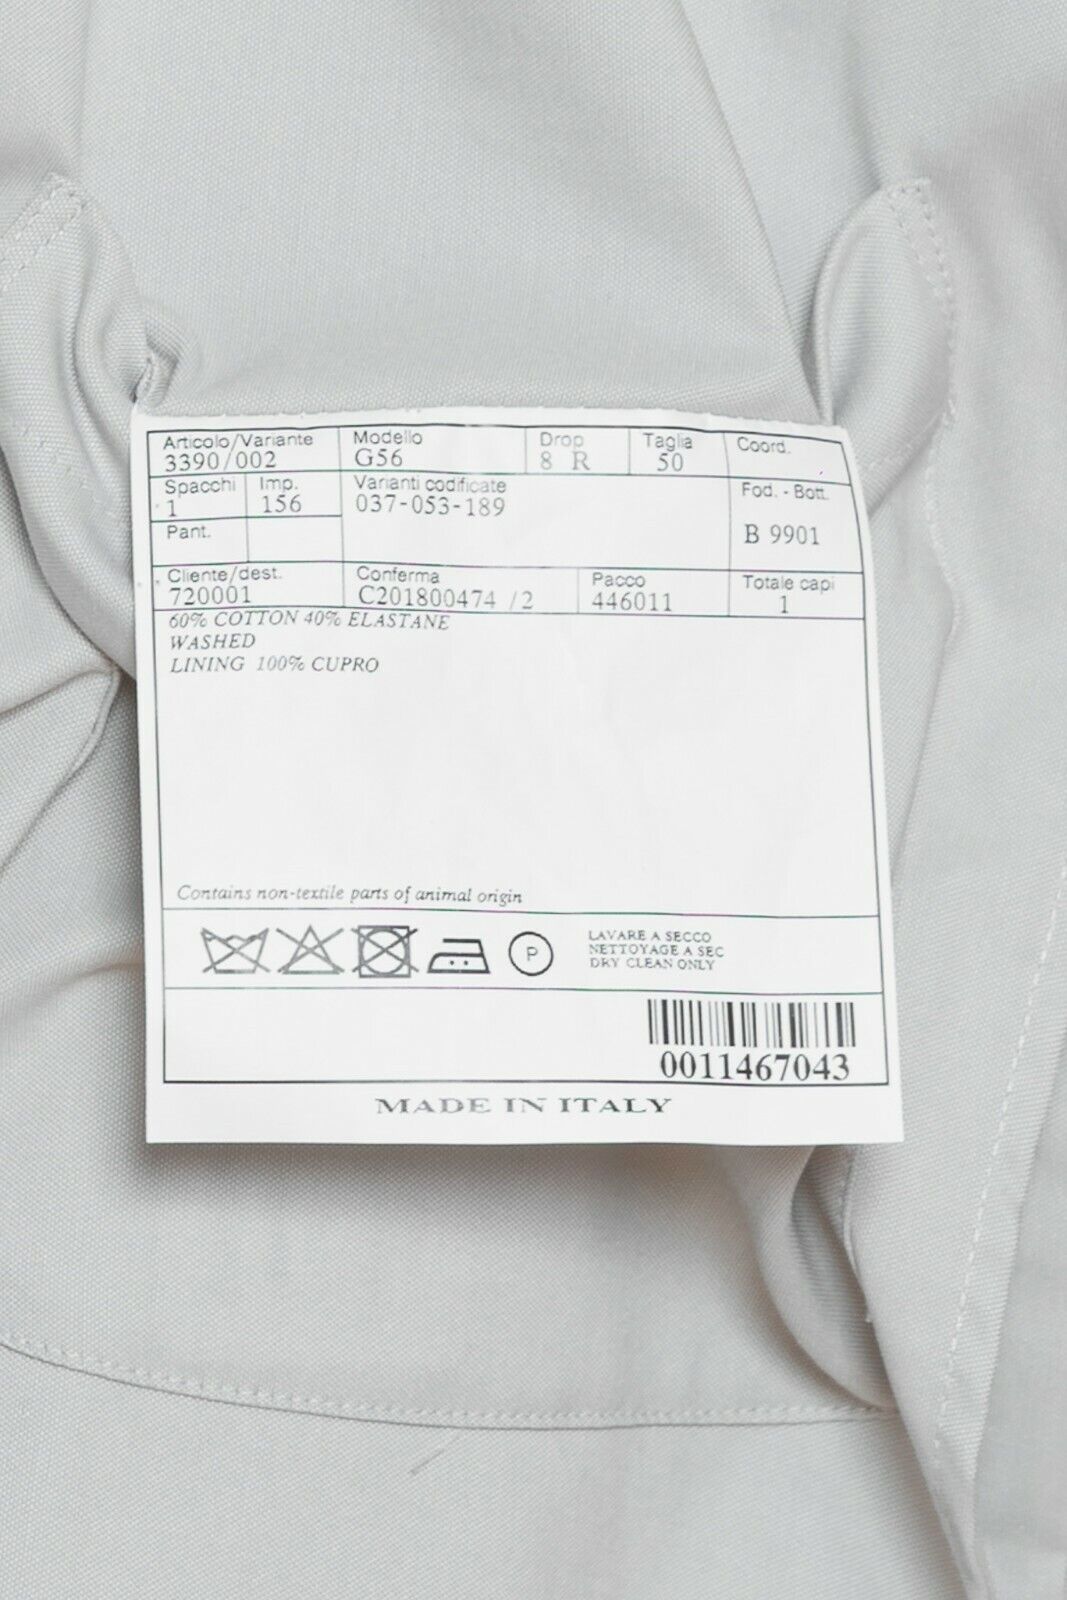 Articolo/Variante Modello Drop Taglia Coord.
3390/002 G56 8 R 50
Spacchi Imp. Varianti codificate Fod. - Bott.
1 156 037-053-189
Pant. B 9901
Cliente/dest. Conferma Pacco Totale capi
720001 C201800474 /2 446011 1
60% COTTON 40% ELASTANE
WASHED
LINING 100% CUPRO
Contains non-textile parts of animal origin
P
LAVARE A SECCO
NETTOYAGE A SEC
DRY CLEAN ONLY
0011467043
MADE IN ITALY